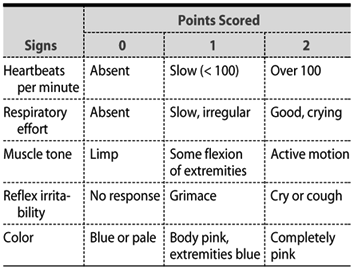 Points Scored
Signs 0 1 2
Heartbeats Absent Slow (< 100) Over 100
per minute
Respiratory Absent Slow, irregular Good, crying
effort
Muscle tone Limp Some flexion Active motion
of extremities
Reflex irrita- No response Grimace Cry or cough
bility
Color Blue or pale Body pink, Completely
extremities blue pink